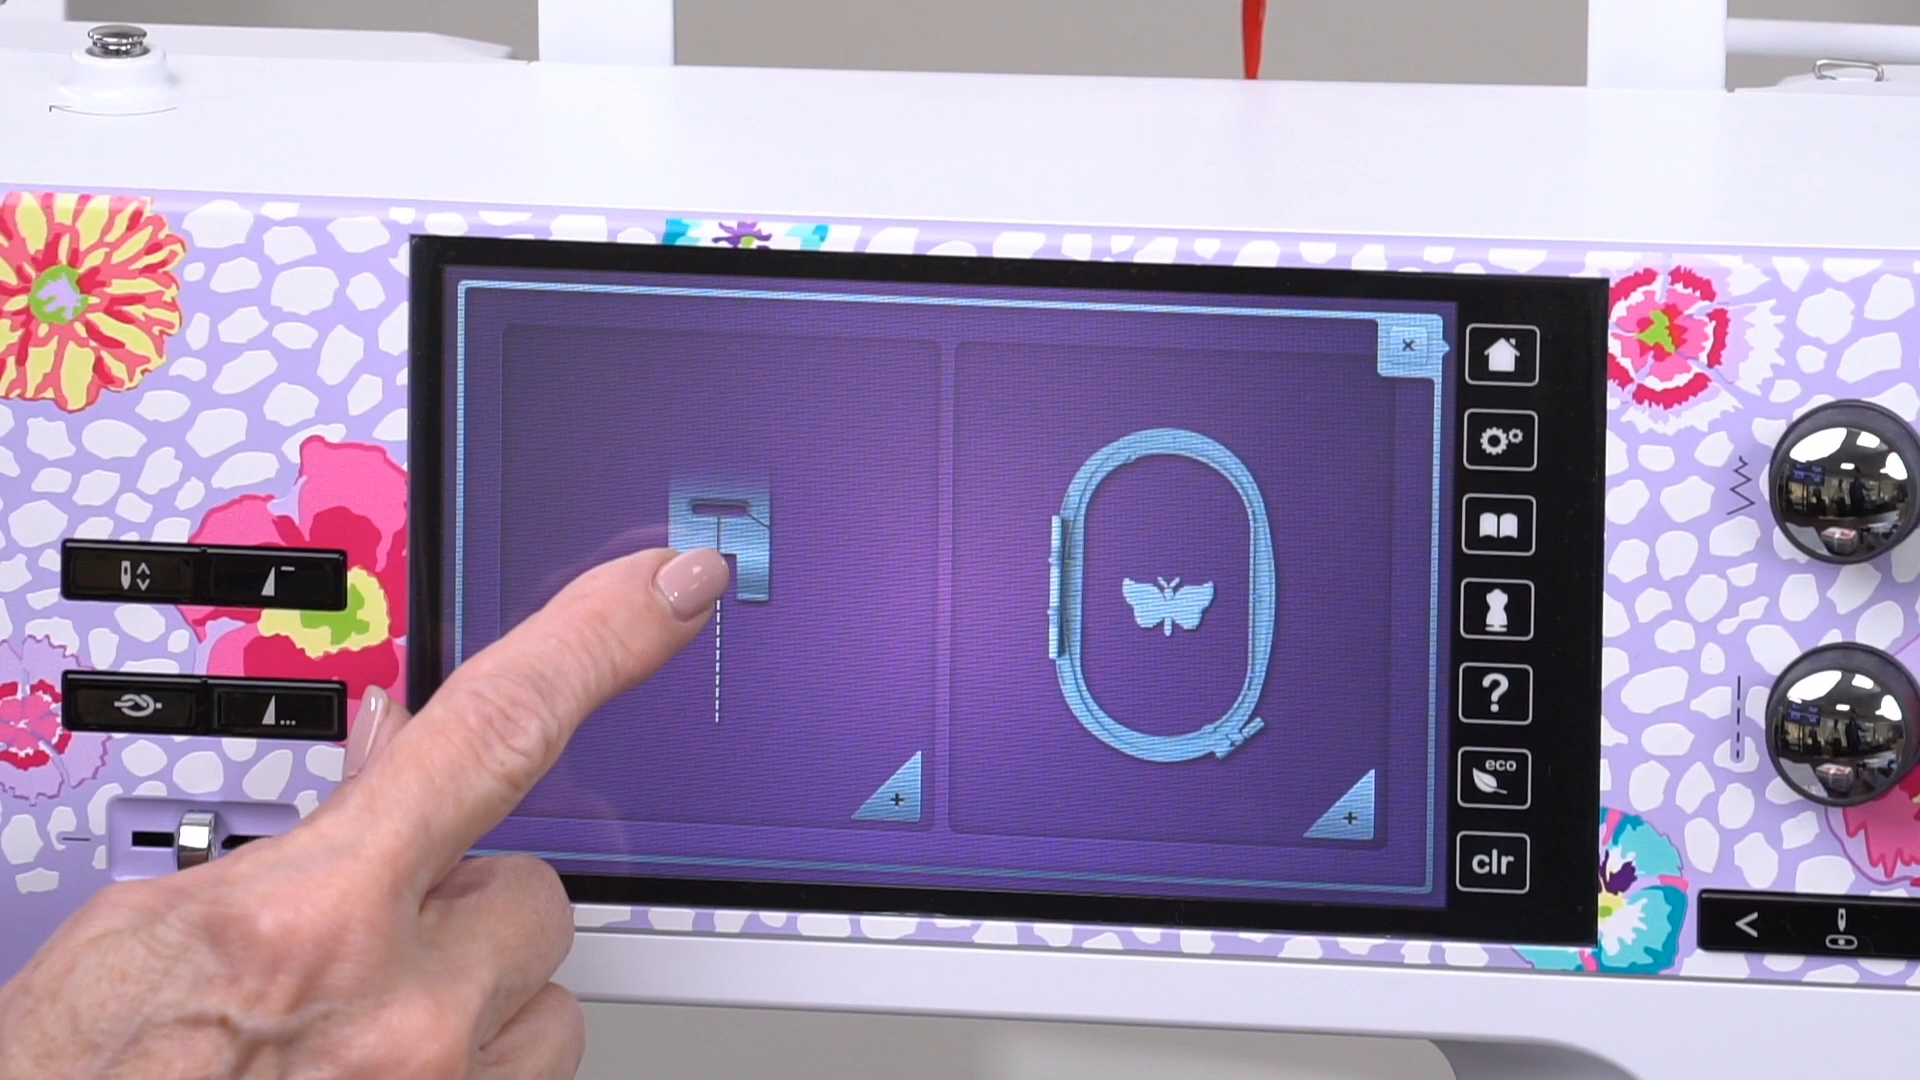 ×
?
eco
clr
+
+